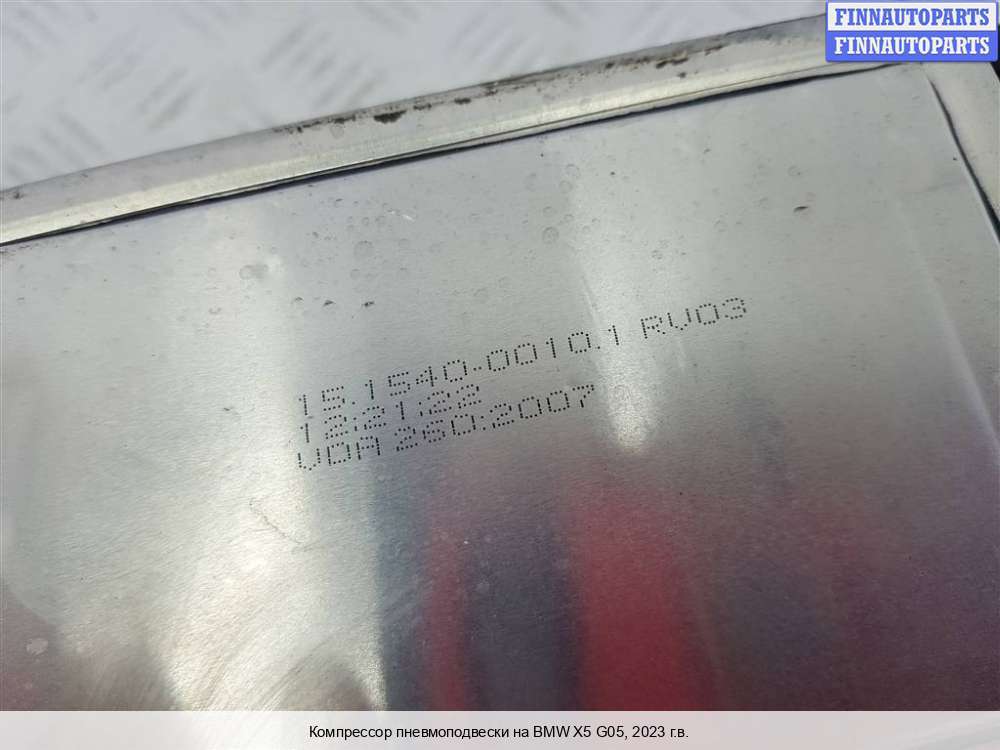 FINNAUTOPARTS
FINNAUTOPARTS
15.1540-0010.1 RV03
12:21:22
VDA 260:2007
Компрессор пневмоподвески на BMW X5 G05, 2023 г.в.